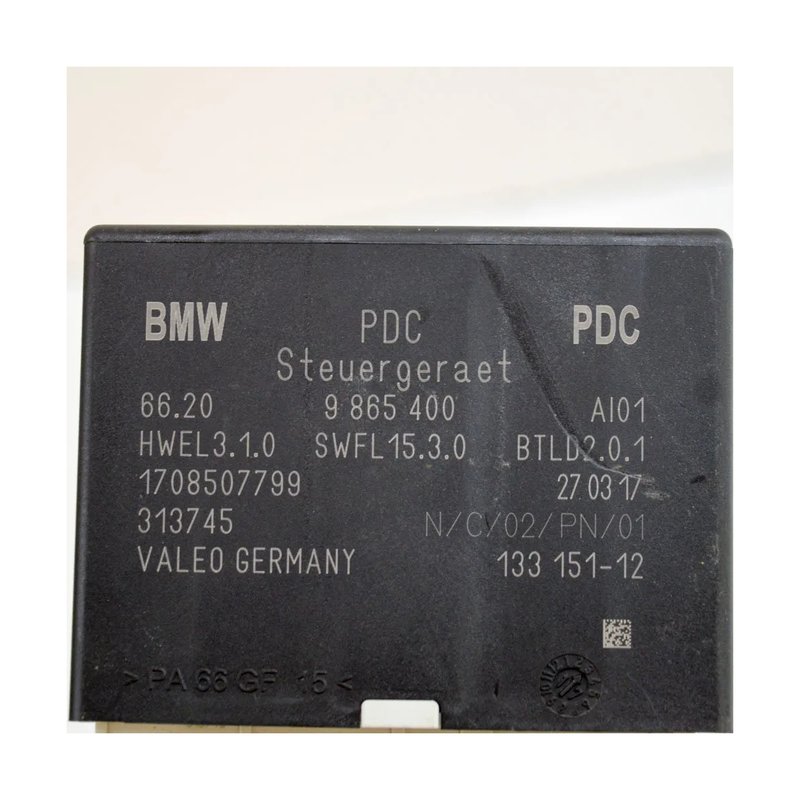 BMW PDC PDC
Steuergeraet
66.20 9 865 400 AI01
HWEL3.1.0 SWFL15.3.0 BTLD2.0.1
1708507799 27 03 17
313745 N/C/02/PN/01
VALEO GERMANY 133 151-12
>PA 66 GF 15<